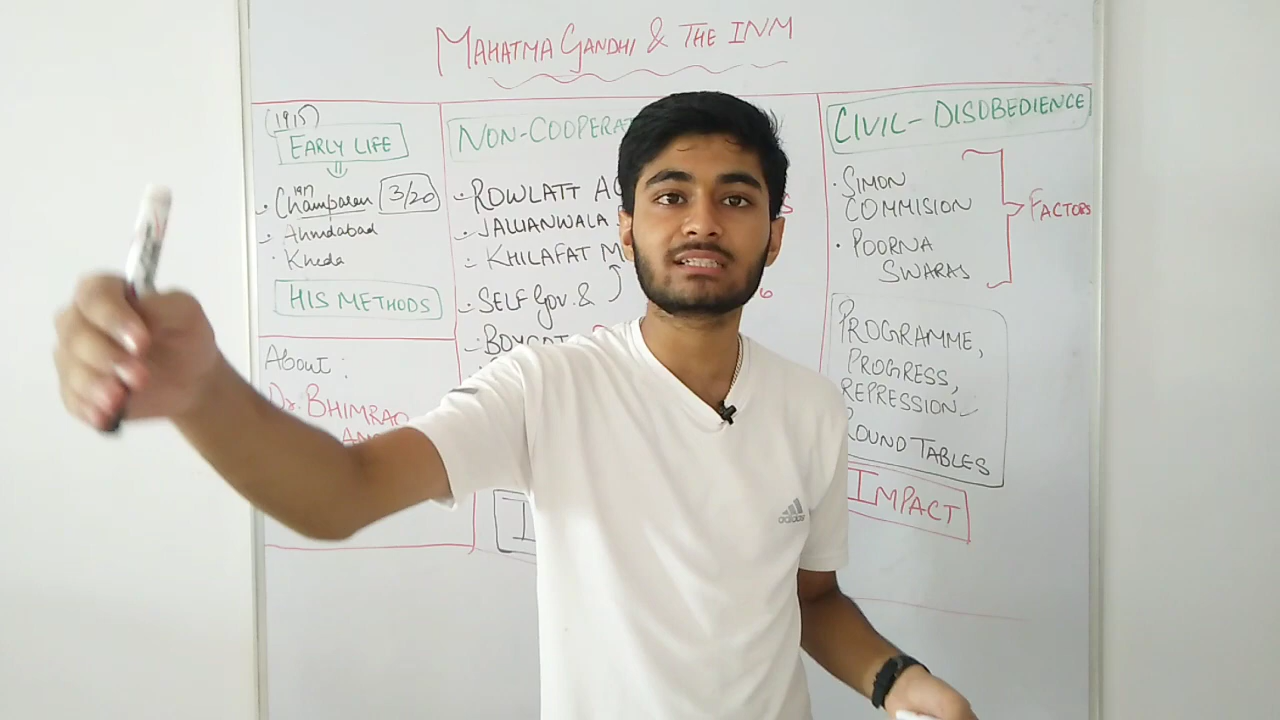 MAHATMA GANDHI & THE INM
(1915)
EARLY LIFE
1917
Champaran 3/20
Ahmdabad
Kheda
HIS METHODS
About:
Dr. BHIMRAO
NON-COOPERAT
ROWLATT AC
JALIANWALA
KHILAFAT M
SELF Gov. &
BOYCOT
CIVIL-DISOBEDIENCE
SIMON
COMMISION
POORNA
SWARAJ
FACTORS
PROGRAMME,
PROGRESS,
REPRESSION
ROUND TABLES
IMPACT
adidas